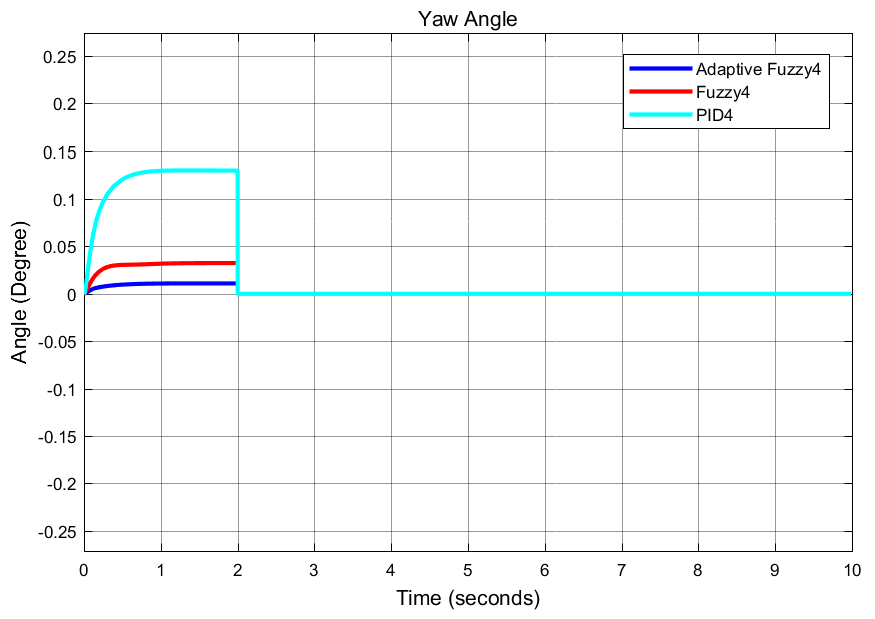 Yaw Angle
0.25
0.2
0.15
0.1
0.05
0
-0.05
-0.1
-0.15
-0.2
-0.25
Angle (Degree)
Adaptive Fuzzy4
Fuzzy4
PID4
0 1 2 3 4 5 6 7 8 9 10
Time (seconds)